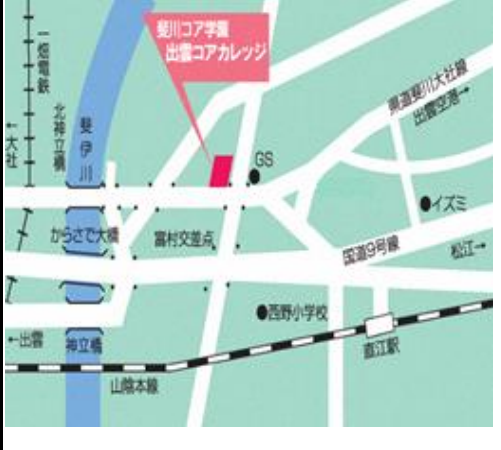 斐川コア学園
出雲コアカレッジ
一畑電鉄
北神立橋
斐伊川
←大社
県道斐川大社線
出雲空港→
GS
イズミ
からさで大橋
富村交差点
国道9号線
松江→
西野小学校
←出雲
神立橋
直江駅
山陰本線